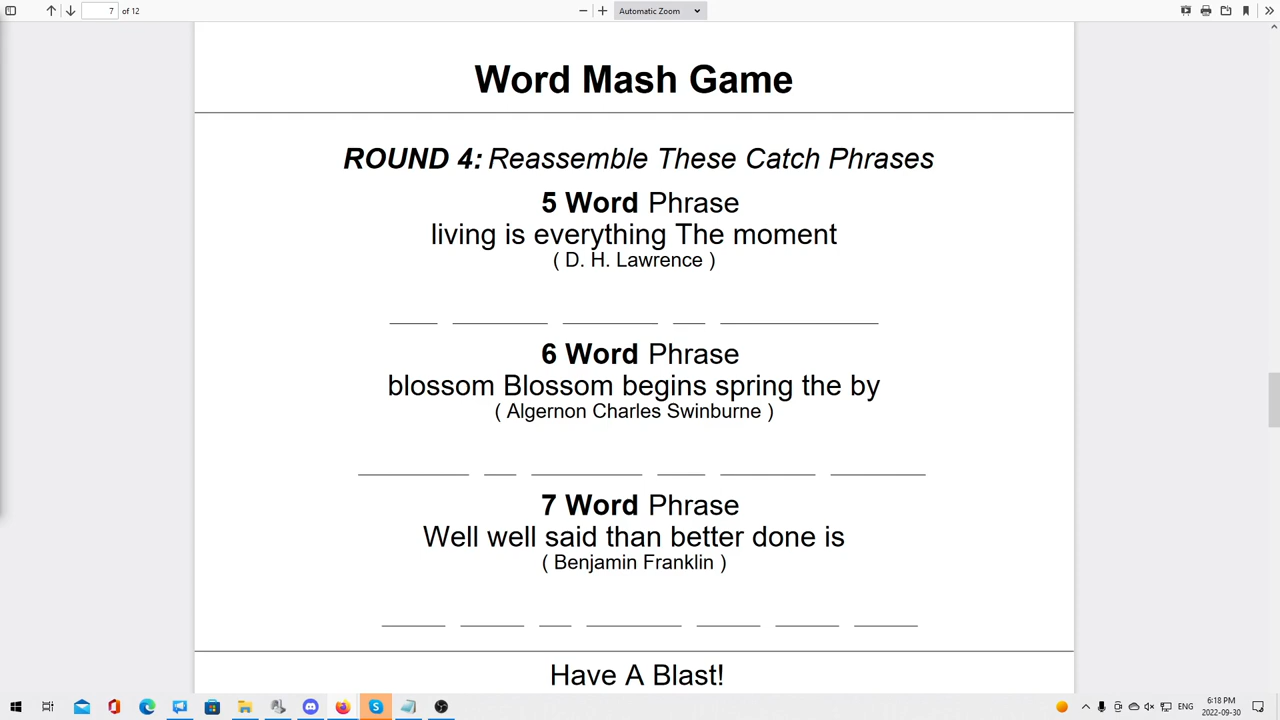 7 of 12 Automatic Zoom
Word Mash Game
ROUND 4: Reassemble These Catch Phrases
5 Word Phrase
living is everything The moment
( D. H. Lawrence )
6 Word Phrase
blossom Blossom begins spring the by
( Algernon Charles Swinburne )
7 Word Phrase
Well well said than better done is
( Benjamin Franklin )
Have A Blast!
ENG 6:18 PM
2022-09-30